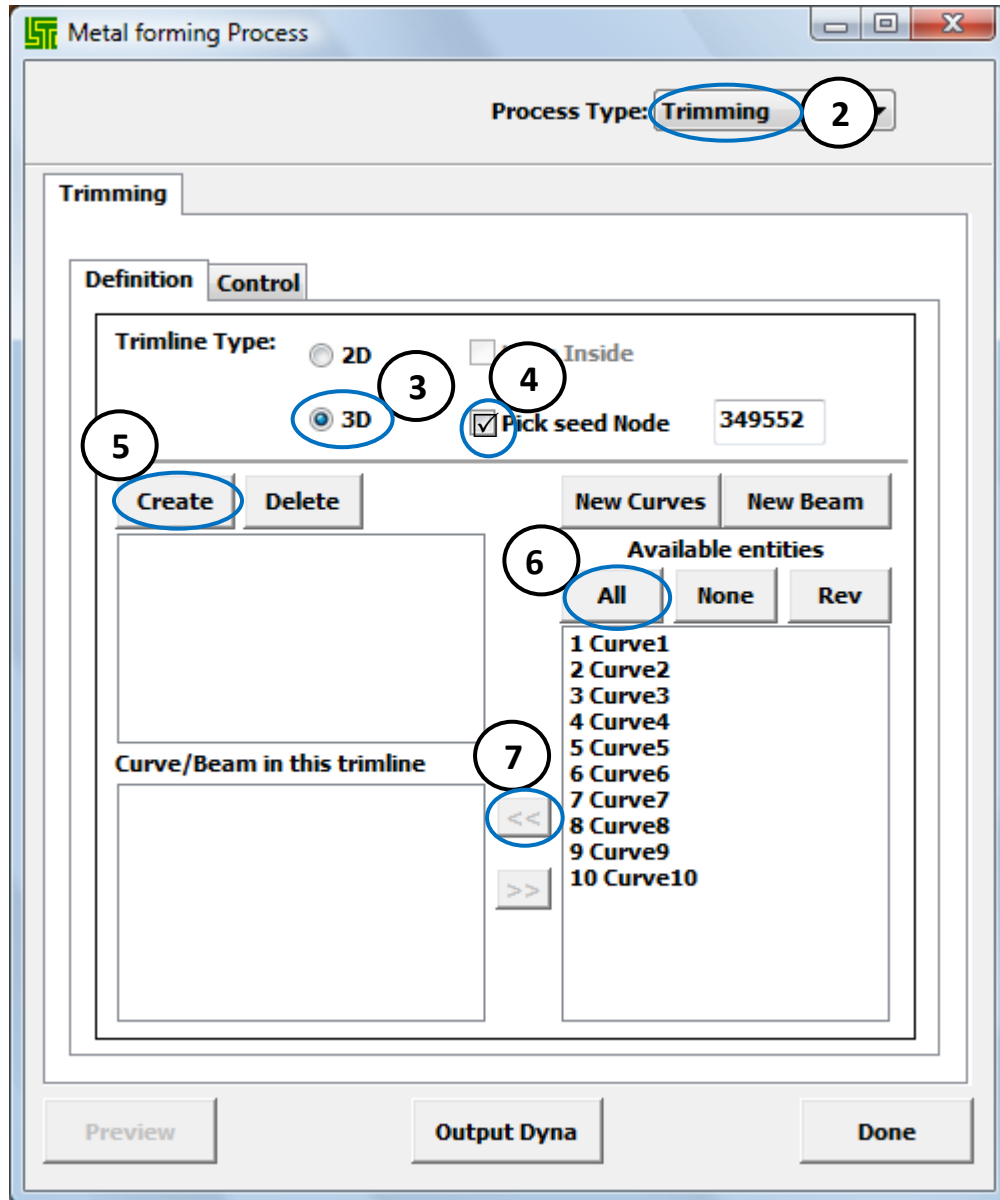 Metal forming Process
Process Type: Trimming 2
Trimming
Definition Control
Trimline Type: 2D Inside
3 4
3D Pick seed Node 349552
5
Create Delete New Curves New Beam
6 Available entities
All None Rev
1 Curve1
2 Curve2
3 Curve3
4 Curve4
5 Curve5
6 Curve6
7 Curve7
8 Curve8
9 Curve9
10 Curve10
7
Curve/Beam in this trimline
<<
>>
Preview Output Dyna Done